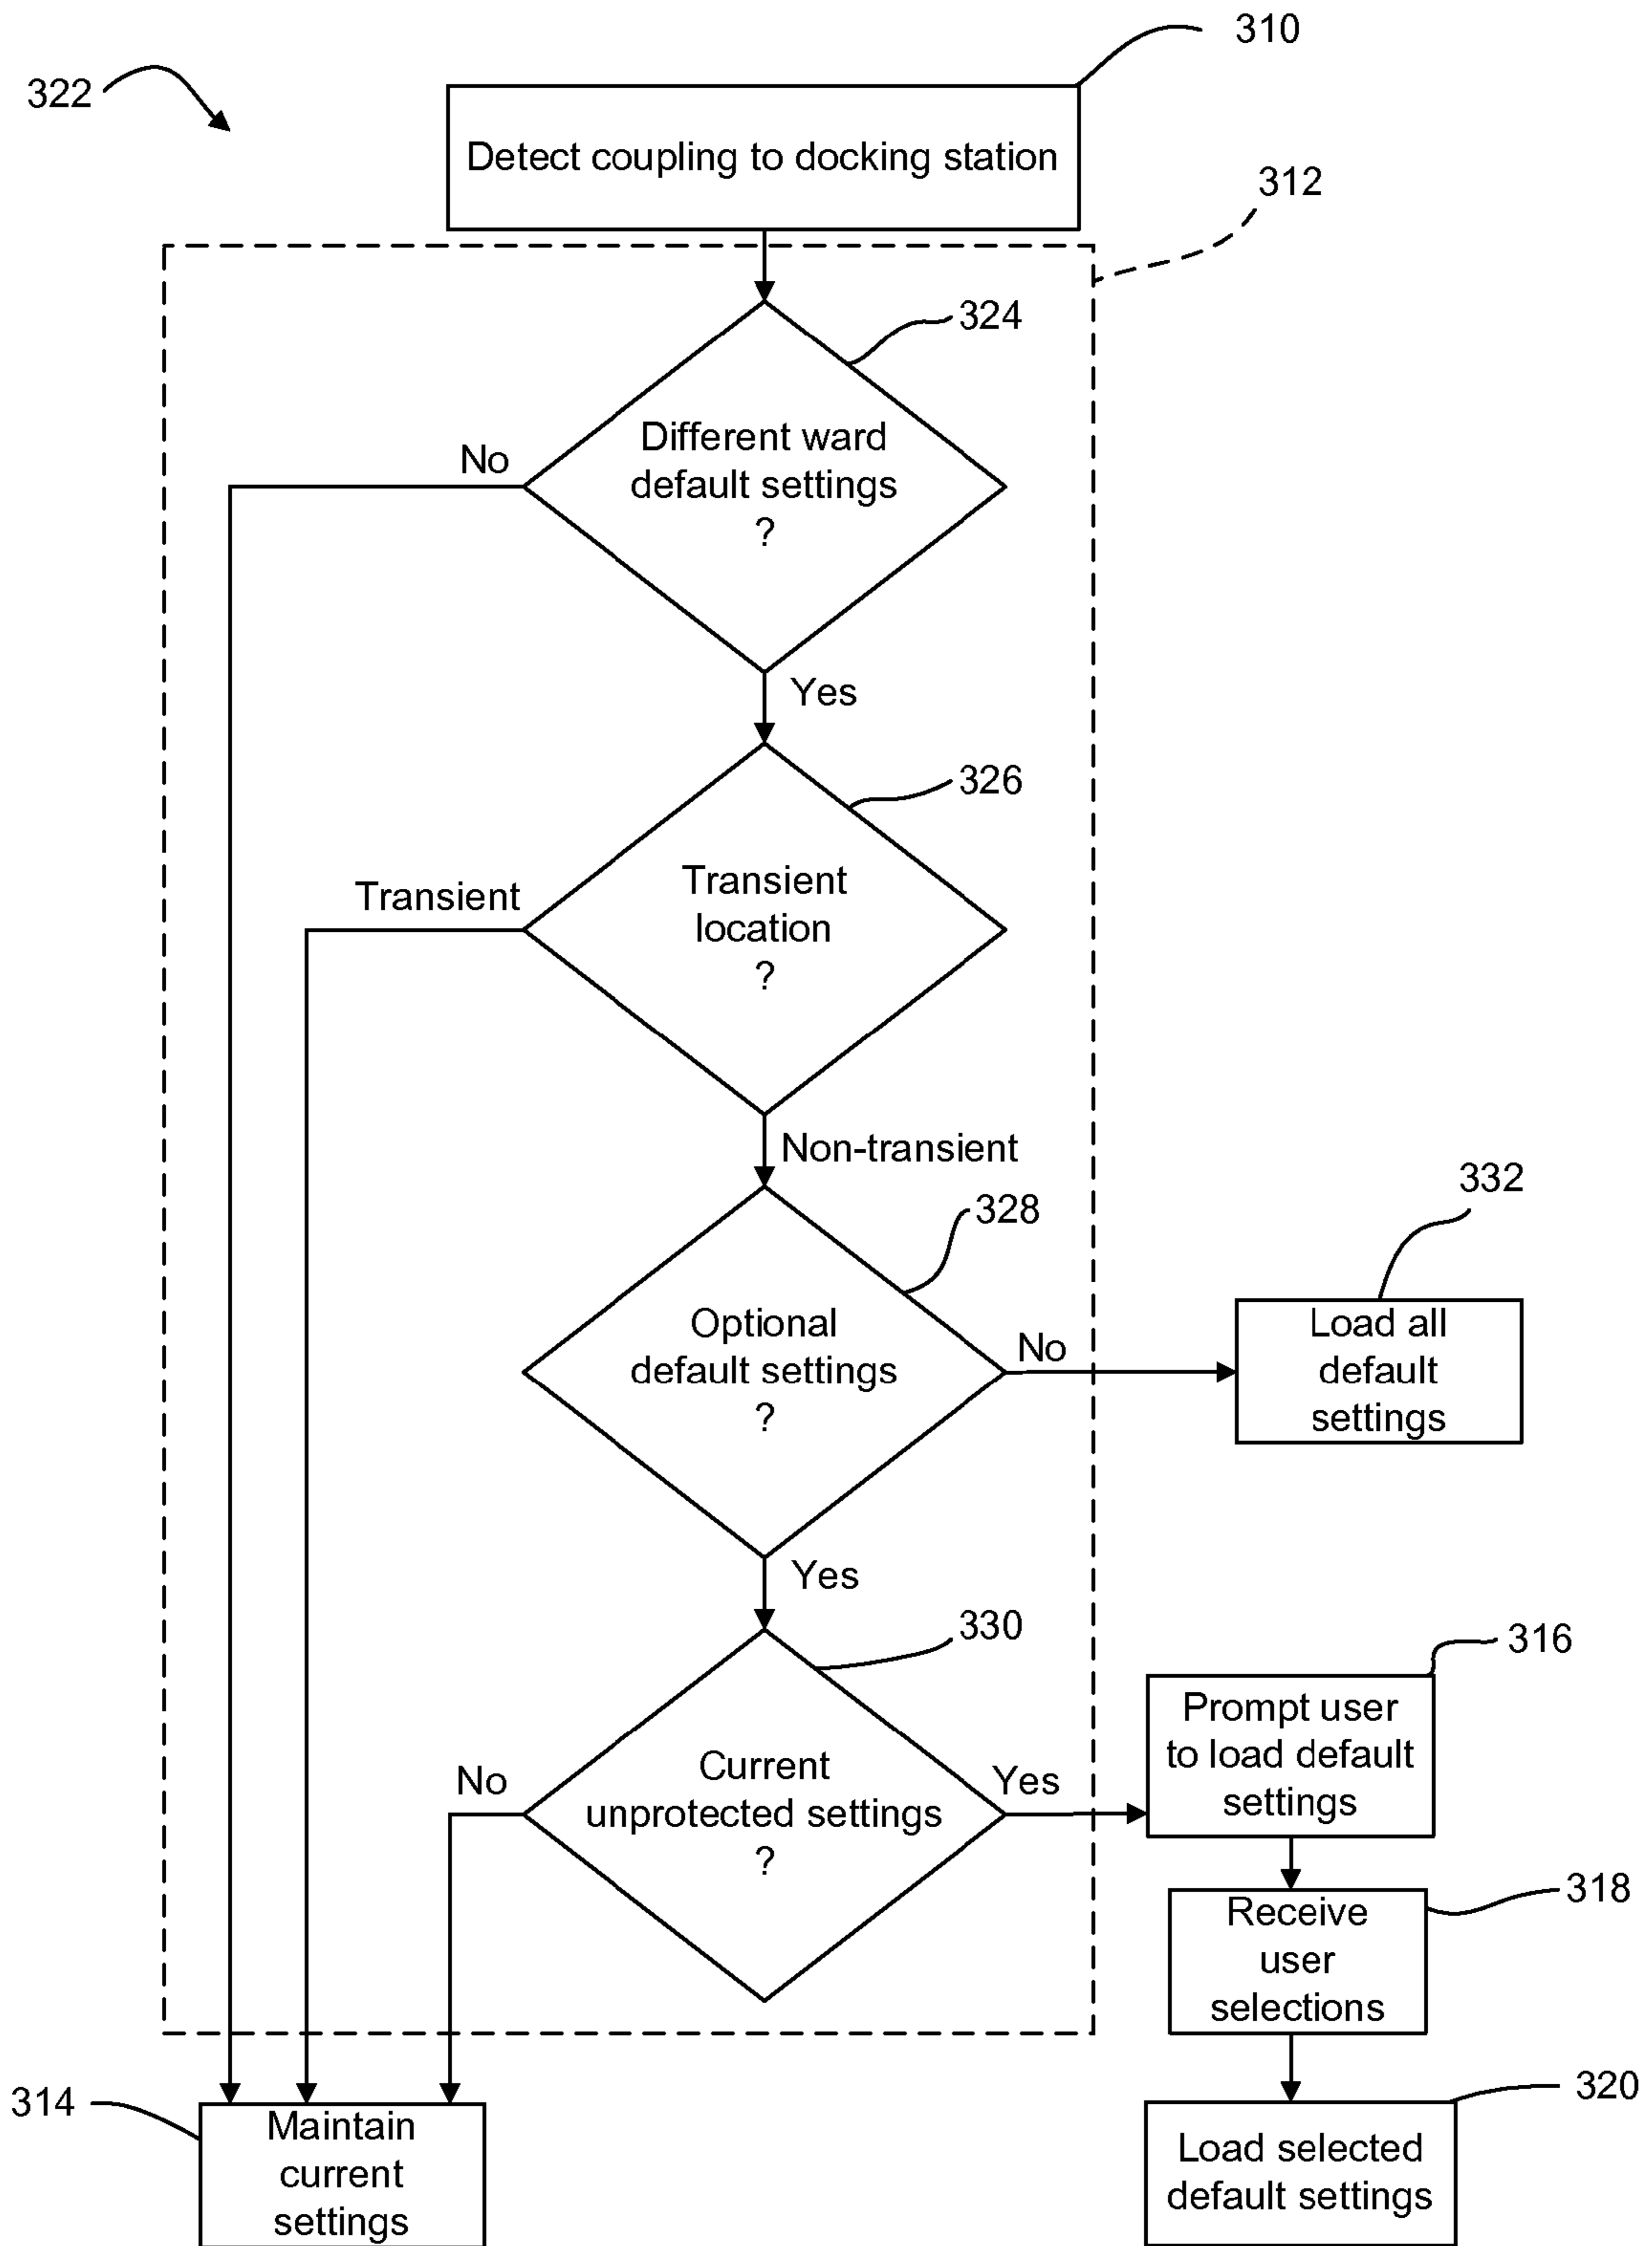 310
322
Detect coupling to docking station
312
324
Different ward
default settings
?
No
Yes
326
Transient
location
?
Transient
Non-transient
328
332
Optional
default settings
?
No
Load all
default
settings
Yes
330
316
Current
unprotected settings
?
No
Yes
Prompt user
to load default
settings
318
Receive
user
selections
320
314
Maintain
current
settings
Load selected
default settings